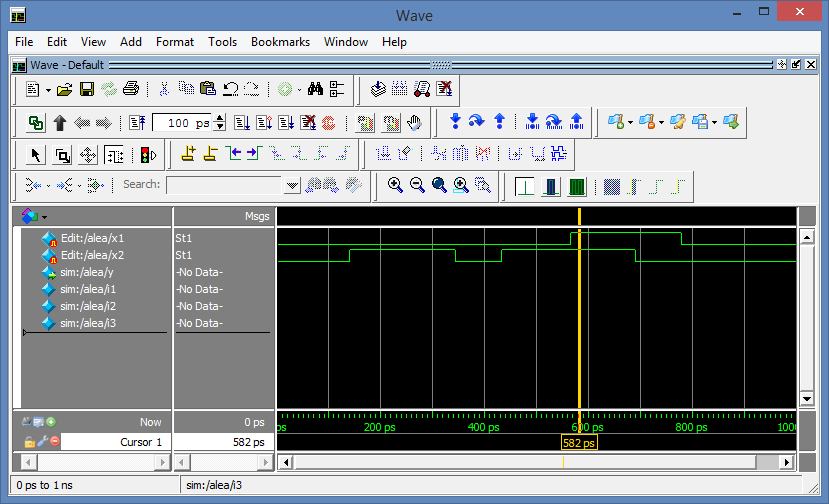 Wave
File Edit View Add Format Tools Bookmarks Window Help
Wave - Default
100 ps
Search:
Msgs
Edit:/alea/x1 St1
Edit:/alea/x2 St1
sim:/alea/y -No Data-
sim:/alea/i1 -No Data-
sim:/alea/i2 -No Data-
sim:/alea/i3 -No Data-
Now 0 ps ps 200 ps 400 ps 600 ps 800 ps 1000
Cursor 1 582 ps 582 ps
0 ps to 1 ns sim:/alea/i3